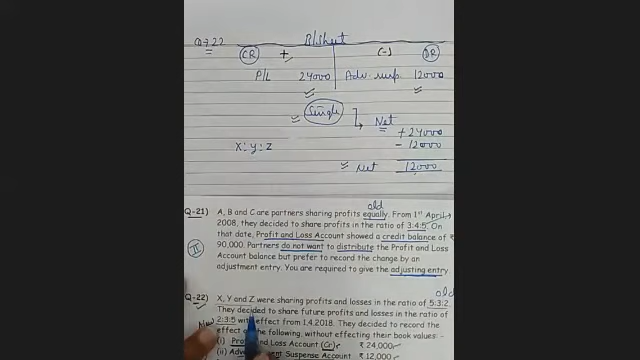 Q-22 B/Sheet
CR + (-) DR
P/L 24000 Adv. susp. 12000
Single Net
+24000
- 12000
X : y : Z Net 12000
old
Q-21) A, B and C are partners sharing profits equally. From 1st April,
2008, they decided to share profits in the ratio of 3:4:5. On
that date, Profit and Loss Account showed a credit balance of ₹
II 90,000. Partners do not want to distribute the Profit and Loss
Account balance but prefer to record the change by an
adjustment entry. You are required to give the adjusting entry.
old
Q-22) X, Y and Z were sharing profits and losses in the ratio of 5:3:2
They decided to share future profits and losses in the ratio of
New 2:3:5 with effect from 1.4.2018. They decided to record the
effect of the following, without effecting their book values -
(i) Profit and Loss Account (Cr) ₹ 24,000
(ii) Suspense Account ₹ 12,000